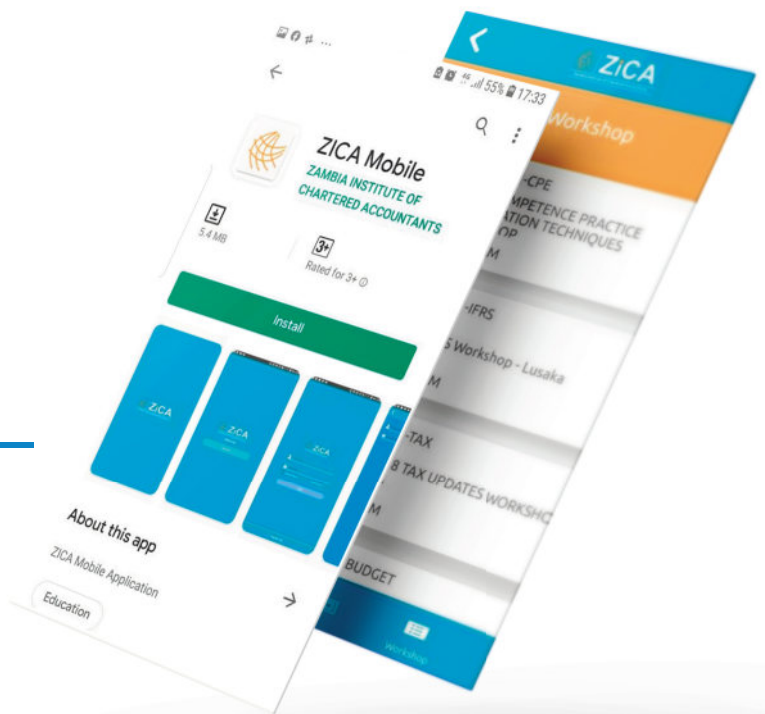 55% 17:33
ZICA Mobile
ZAMBIA INSTITUTE OF
CHARTERED ACCOUNTANTS
5.4 MB
3+
Rated for 3+
Install
ZICA
ZICA
ZICA
About this app
ZICA Mobile Application
Education
ZICA
Workshop
-CPE
MPETENCE PRACTICE
ATION TECHNIQUES
OP
M
-IFRS
S Workshop - Lusaka
M
-TAX
8 TAX UPDATES WORKSHO
M
BUDGET
Workshop